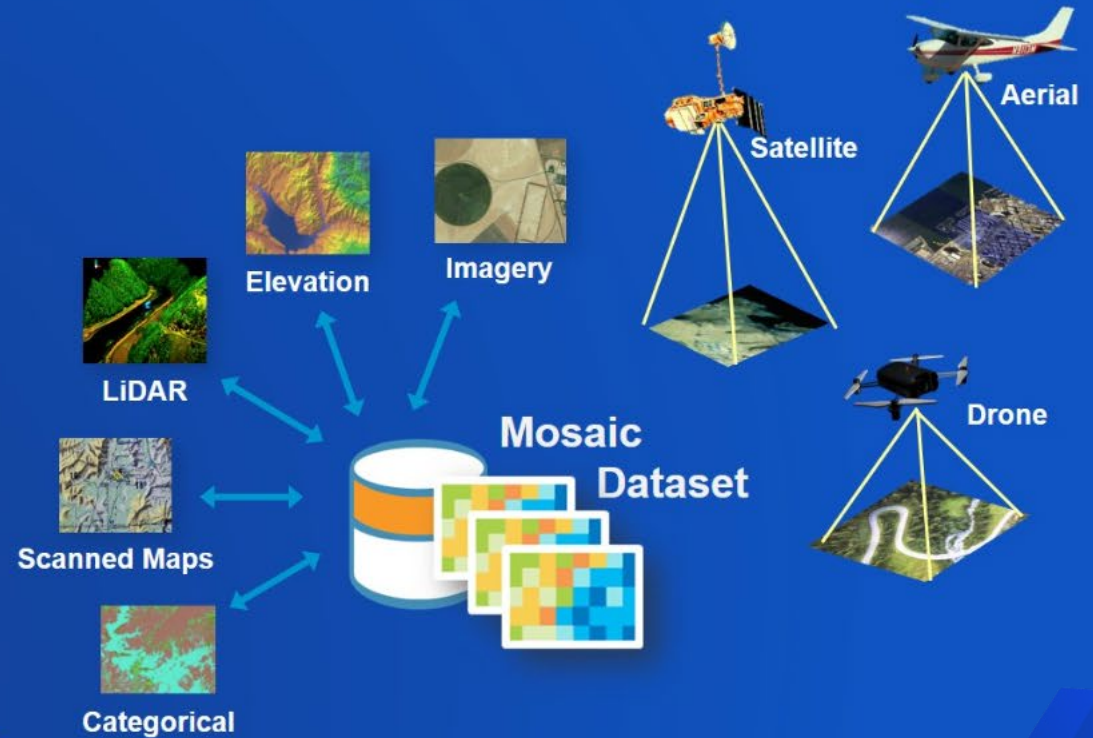 Aerial
Satellite
Imagery
Elevation
LiDAR
Drone
Mosaic
Dataset
Scanned Maps
Categorical